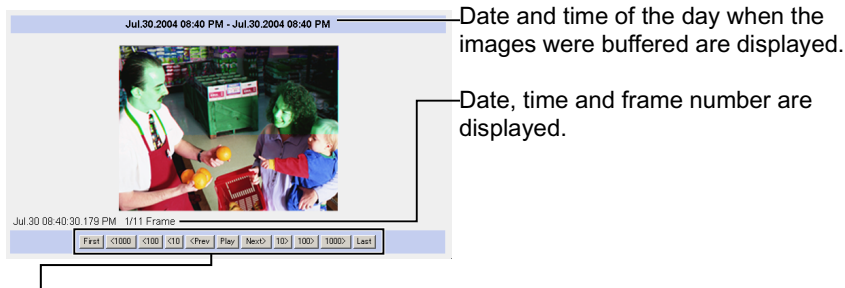 Jul.30.2004 08:40 PM - Jul.30.2004 08:40 PM
Date and time of the day when the
images were buffered are displayed.
Date, time and frame number are
displayed.
Jul.30 08:40:30.179 PM 1/11 Frame
First <1000 <100 <10 <Prev Play Next> 10> 100> 1000> Last